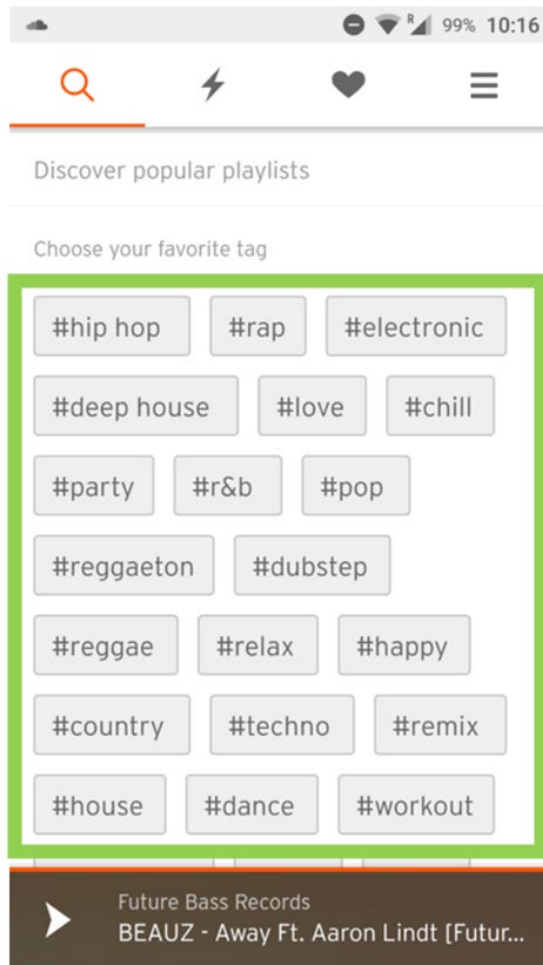 R 99% 10:16
Discover popular playlists
Choose your favorite tag
#hip hop #rap #electronic
#deep house #love #chill
#party #r&b #pop
#reggaeton #dubstep
#reggae #relax #happy
#country #techno #remix
#house #dance #workout
Future Bass Records
BEAUZ - Away Ft. Aaron Lindt [Futur...